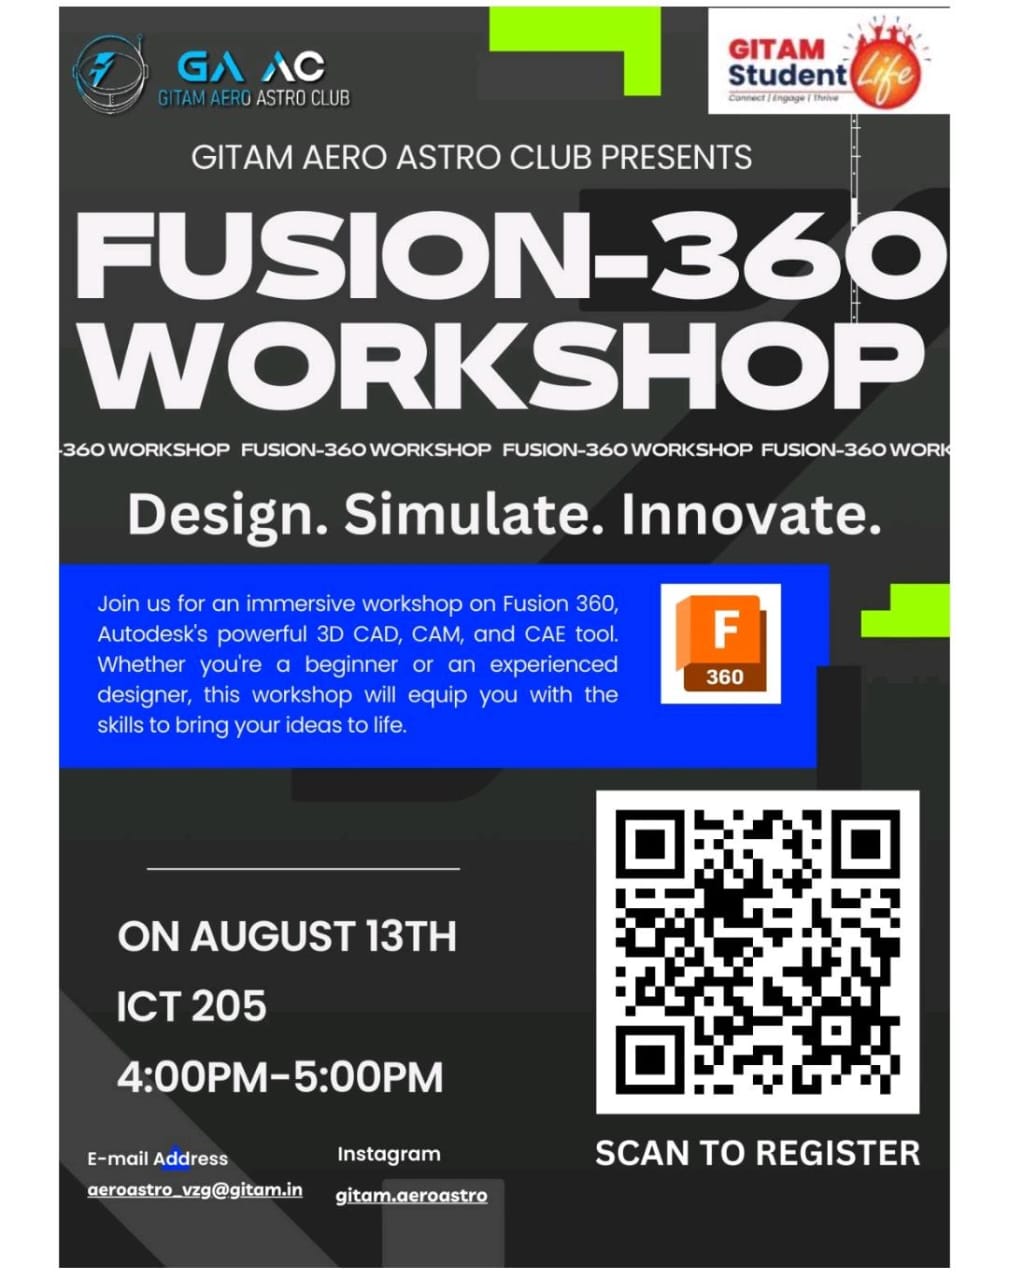 GA AC
GITAM AERO ASTRO CLUB
GITAM
Student Life
Connect | Engage | Thrive
GITAM AERO ASTRO CLUB PRESENTS
FUSION-360
WORKSHOP
-360 WORKSHOP FUSION-360 WORKSHOP FUSION-360 WORKSHOP FUSION-360 WORK
Design. Simulate. Innovate.
Join us for an immersive workshop on Fusion 360,
Autodesk's powerful 3D CAD, CAM, and CAE tool.
Whether you're a beginner or an experienced
designer, this workshop will equip you with the
skills to bring your ideas to life.
F
360
ON AUGUST 13TH
ICT 205
4:00PM-5:00PM
E-mail Address
aeroastro_vzg@gitam.in
Instagram
gitam.aeroastro
SCAN TO REGISTER